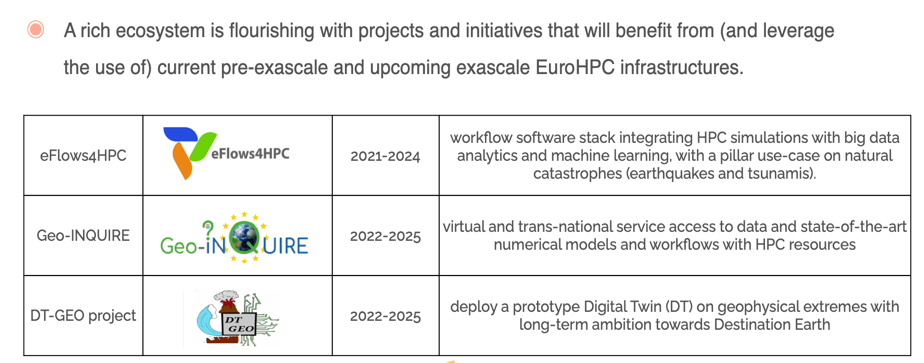 A rich ecosystem is flourishing with projects and initiatives that will benefit from (and leverage
the use of) current pre-exascale and upcoming exascale EuroHPC infrastructures.
eFlows4HPC
eFlows4HPC
2021-2024
workflow software stack integrating HPC simulations with big data
analytics and machine learning, with a pillar use-case on natural
catastrophes (earthquakes and tsunamis).
Geo-INQUIRE
Geo-iNQUIRE
2022-2025
virtual and trans-national service access to data and state-of-the-art
numerical models and workflows with HPC resources
DT-GEO project
DT
GEO
2022-2025
deploy a prototype Digital Twin (DT) on geophysical extremes with
long-term ambition towards Destination Earth